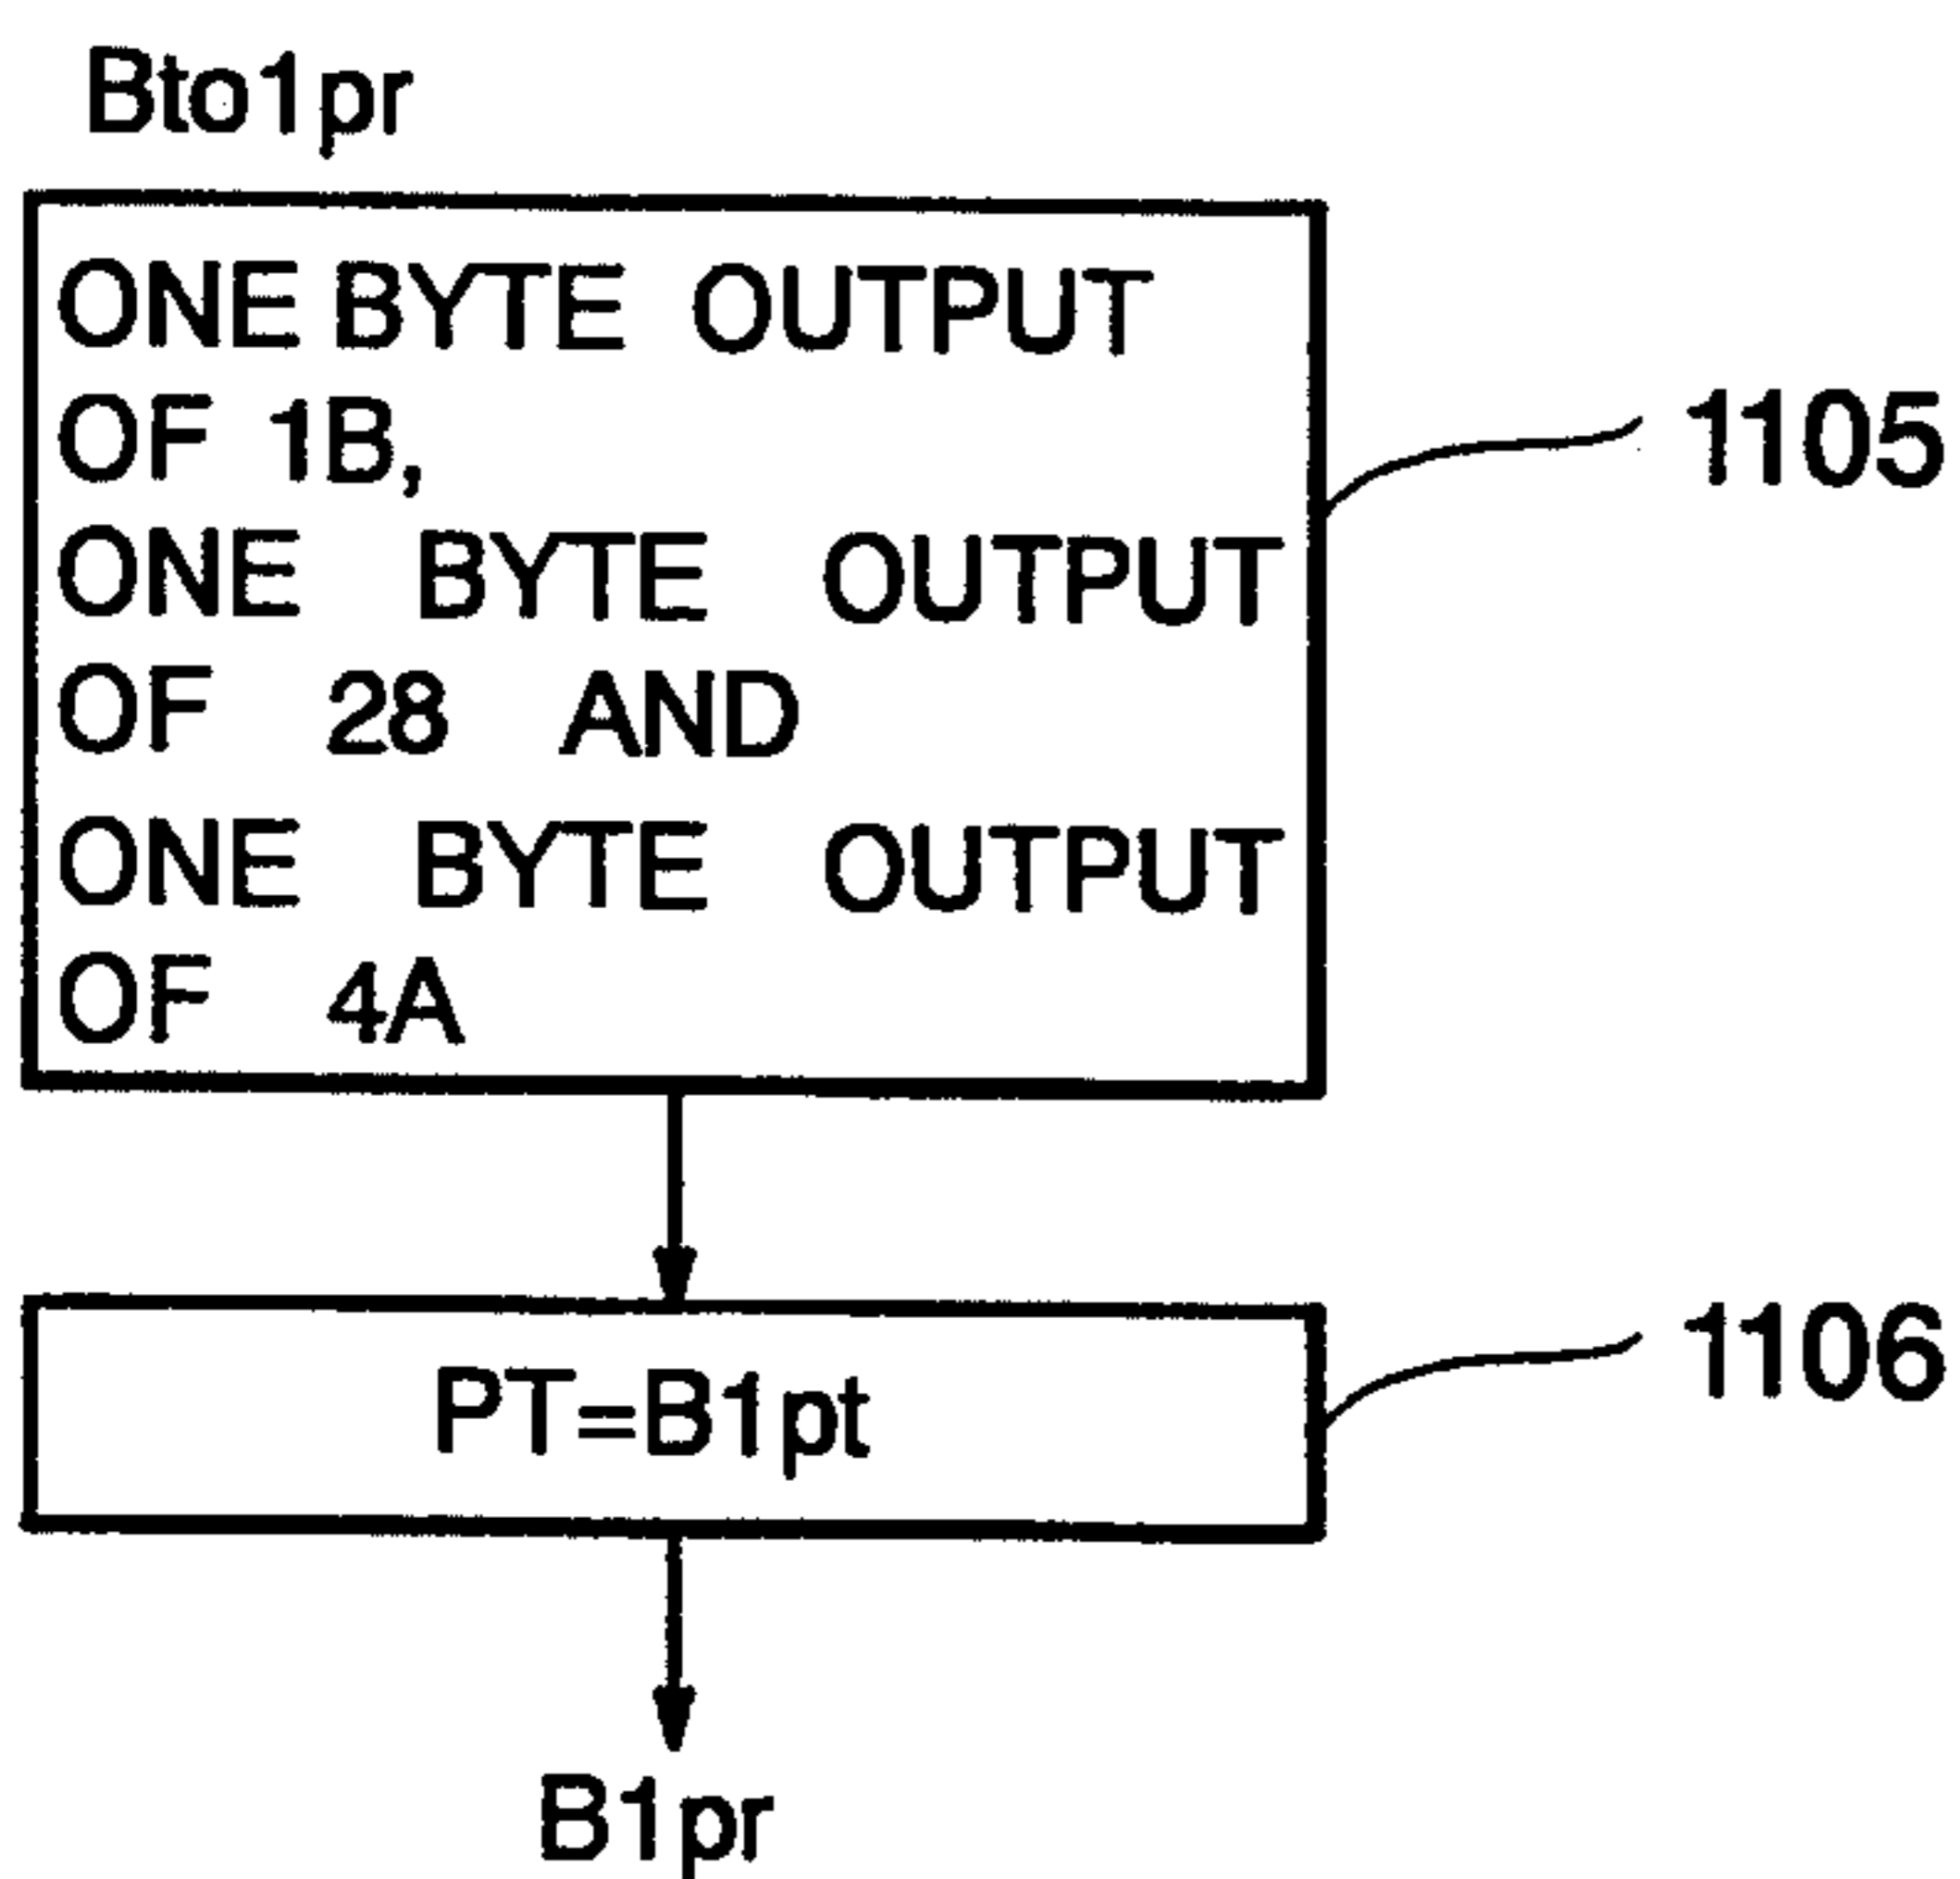 Bto1pr
ONE BYTE OUTPUT
OF 1B,
ONE BYTE OUTPUT
OF 28 AND
ONE BYTE OUTPUT
OF 4A
1105
PT=B1pt
1106
B1pr